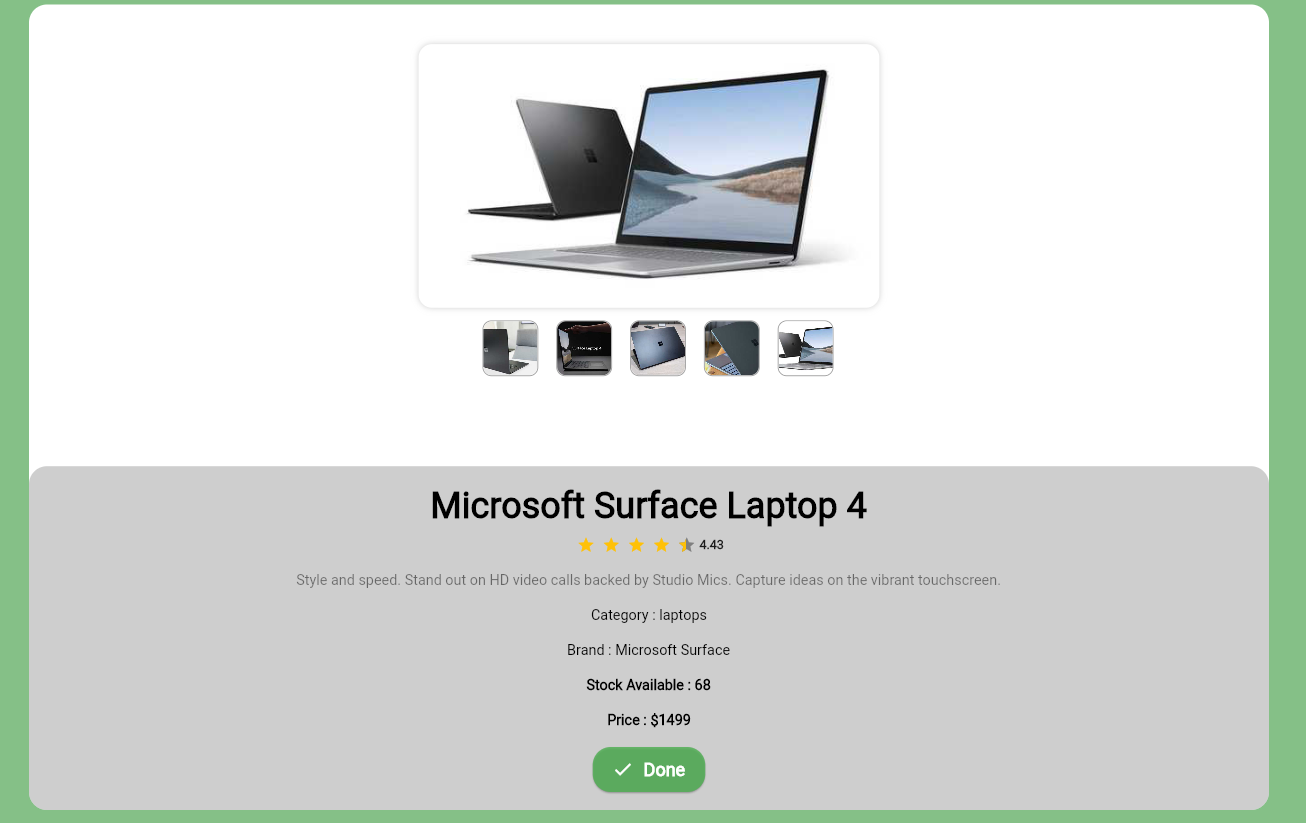 Microsoft Surface Laptop 4
4.43
Style and speed. Stand out on HD video calls backed by Studio Mics. Capture ideas on the vibrant touchscreen.
Category : laptops
Brand : Microsoft Surface
Stock Available : 68
Price : $1499
Done